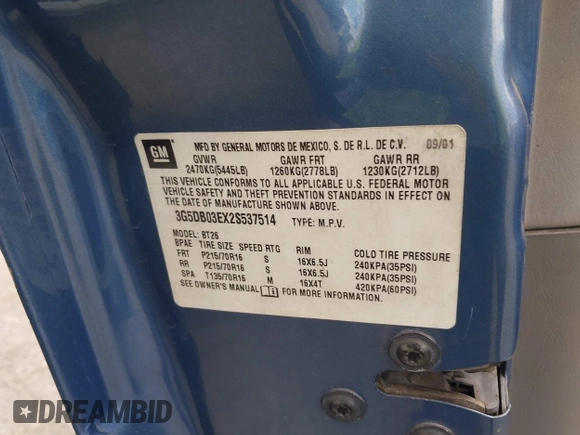 GM MFD BY GENERAL MOTORS DE MEXICO, S. DE R.L. DE C.V. 09/01
GVWR GAWR FRT GAWR RR
2470KG(5445LB) 1260KG(2778LB) 1230KG(2712LB)
THIS VEHICLE CONFORMS TO ALL APPLICABLE U.S. FEDERAL MOTOR
VEHICLE SAFETY AND THEFT PREVENTION STANDARDS IN EFFECT ON
THE DATE OF MANUFACTURE SHOWN ABOVE.
3G5DB03EX2S537514 TYPE: M.P.V.
MODEL: BT26
BPAE TIRE SIZE SPEED RTG RIM COLD TIRE PRESSURE
FRT P215/70R16 S 16X6.5J 240KPA(35PSI)
RR P215/70R16 S 16X6.5J 240KPA(35PSI)
SPA T135/70R16 M 16X4T 420KPA(60PSI)
SEE OWNER'S MANUAL FOR MORE INFORMATION.
DREAMBID